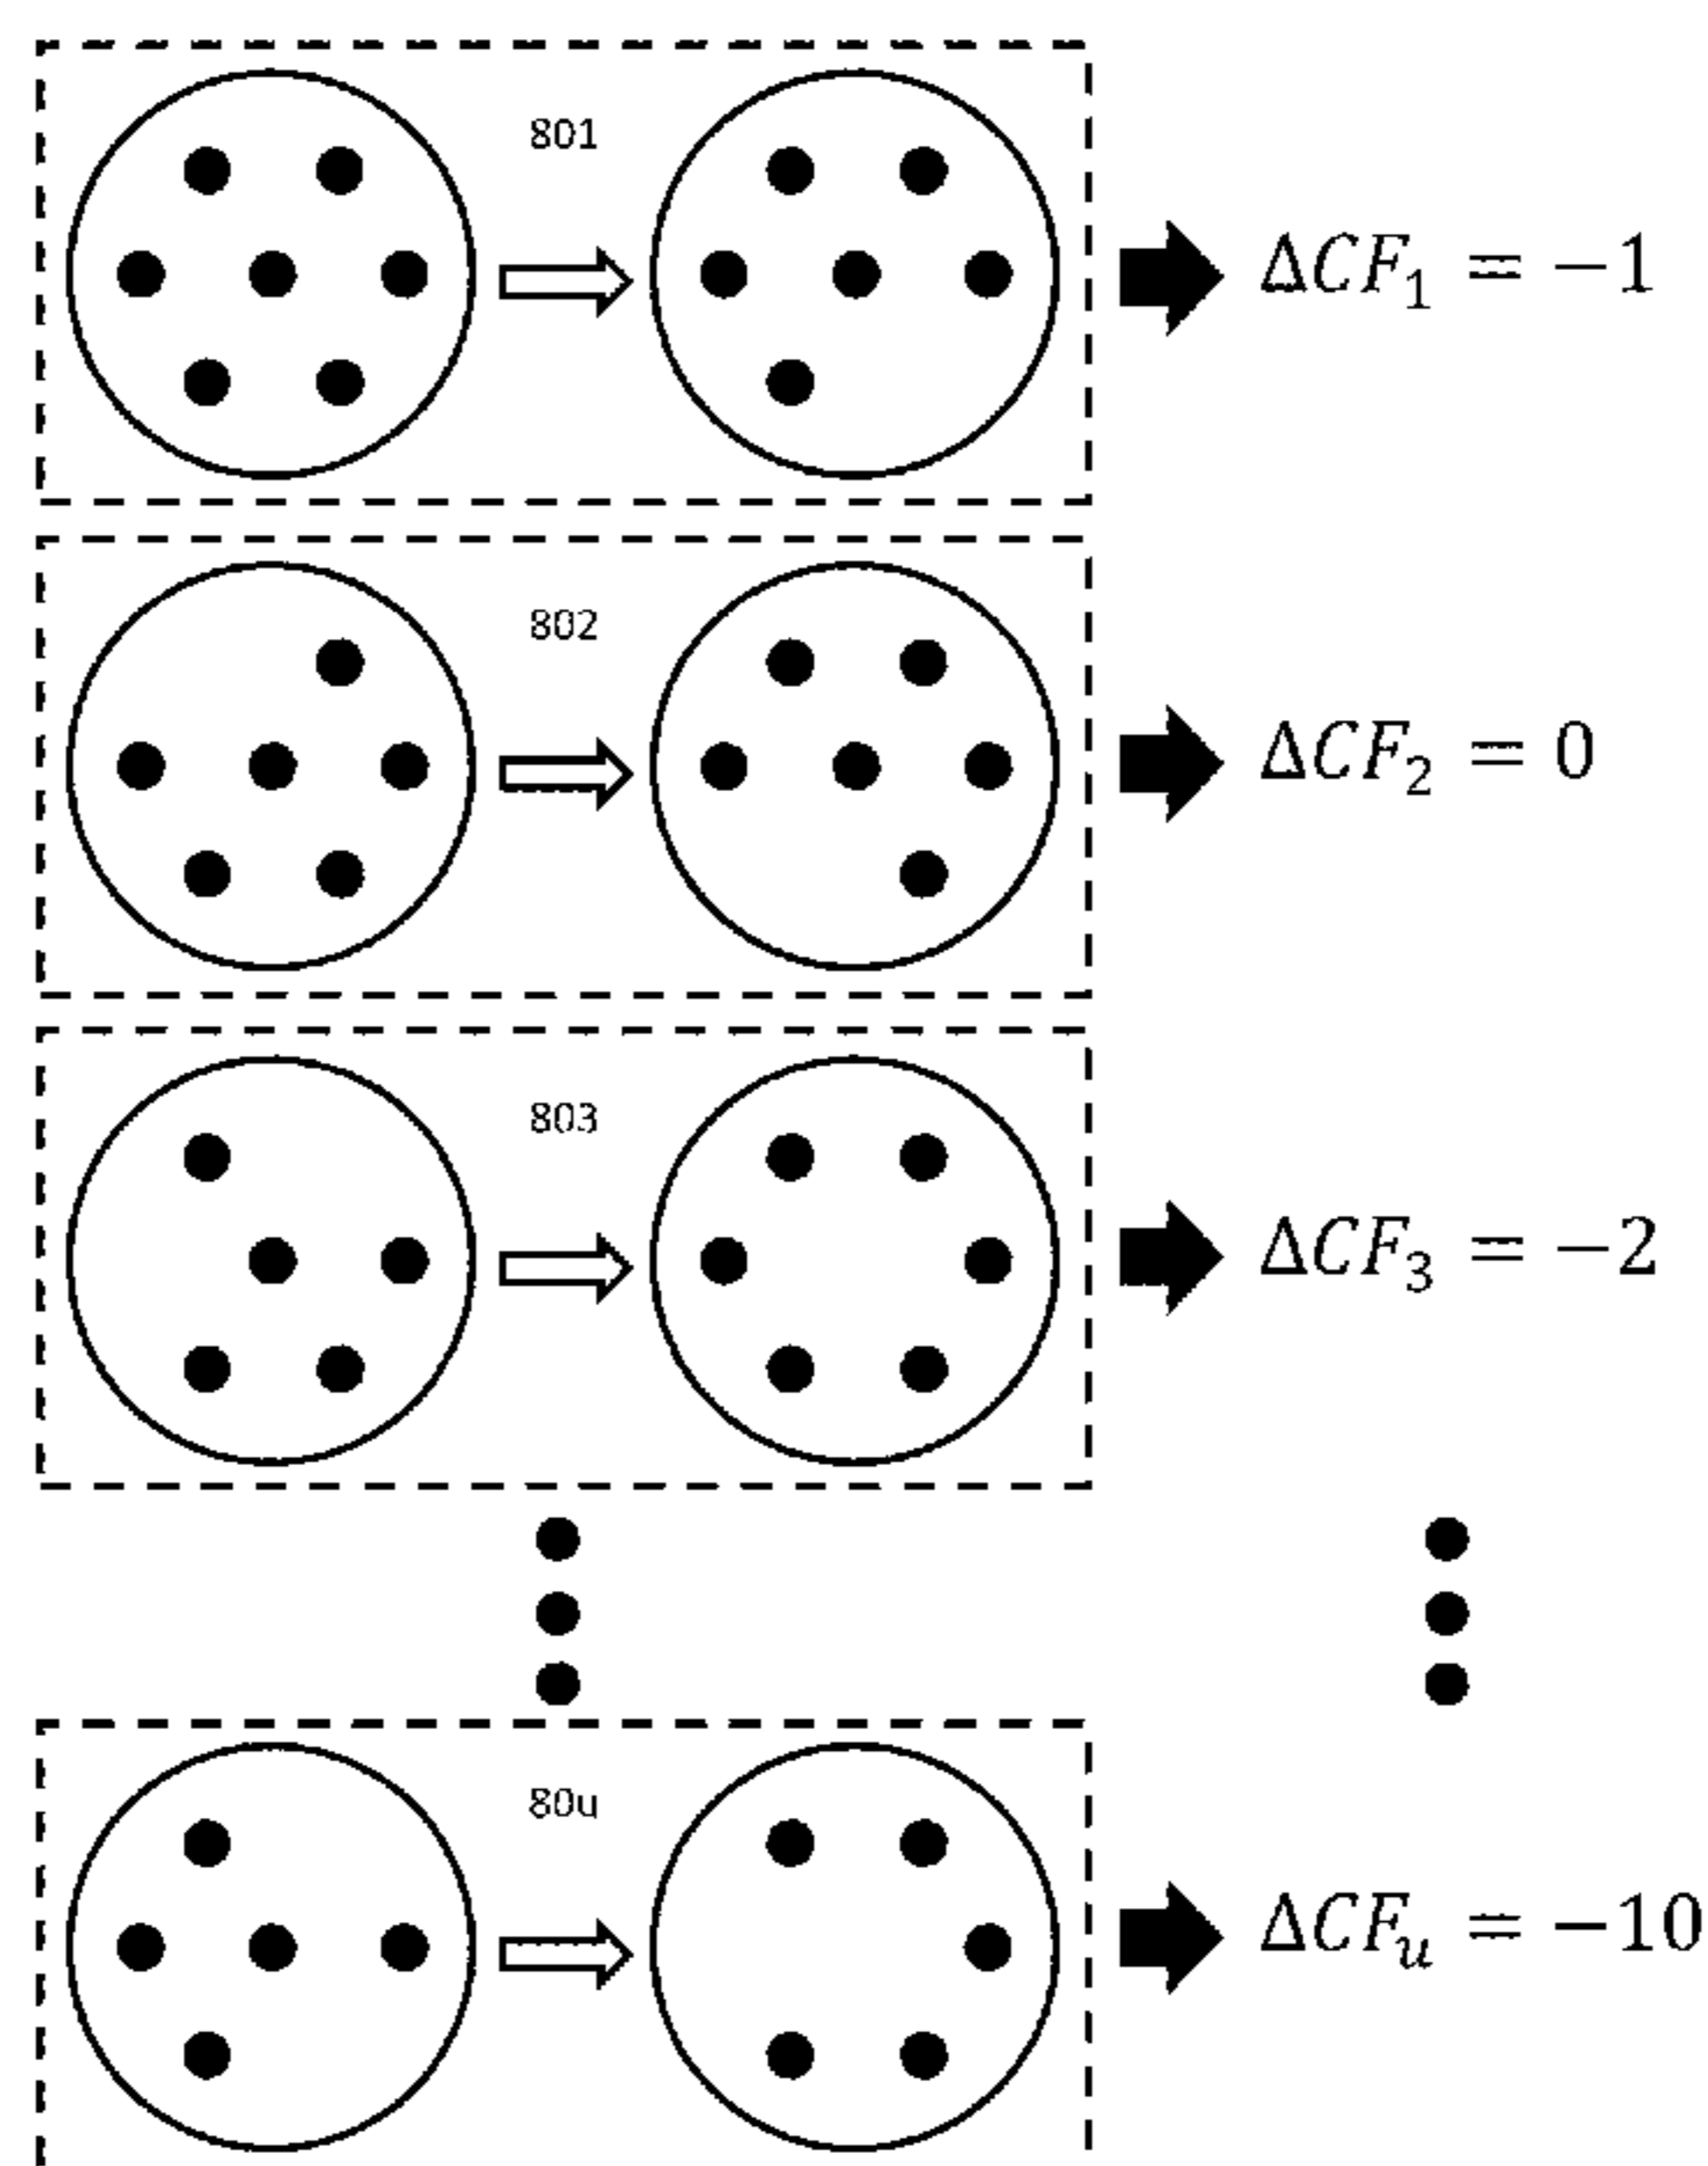 801
ΔCF₁ = −1
802
ΔCF₂ = 0
803
ΔCF₃ = −2
80u
ΔCFᵤ = −10